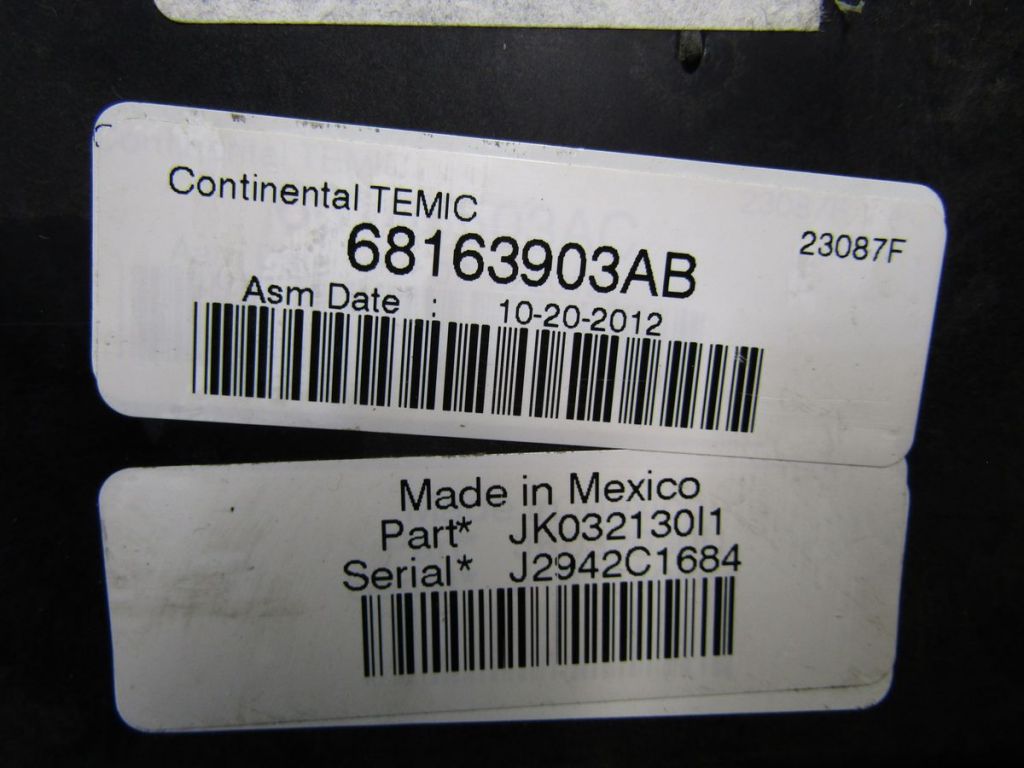 Continental TEMIC
68163903AB
23087F
Asm Date : 10-20-2012
Made in Mexico
Part* JK032130I1
Serial* J2942C1684